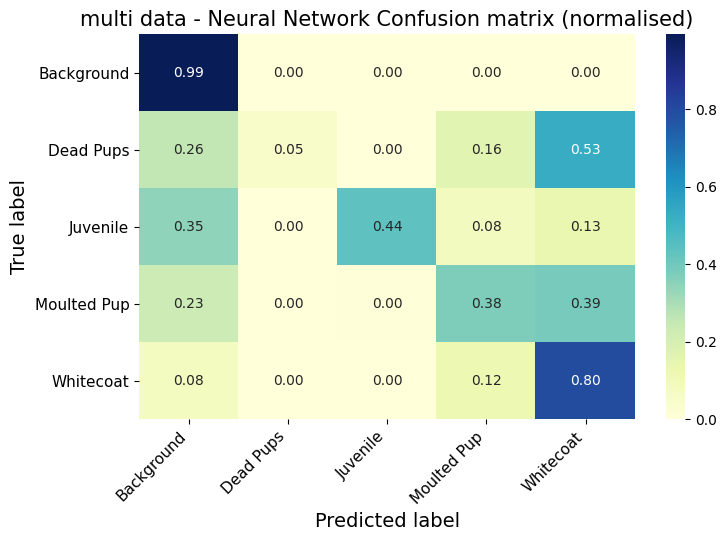 multi data - Neural Network Confusion matrix (normalised)
True label
Background 0.99 0.00 0.00 0.00 0.00
Dead Pups 0.26 0.05 0.00 0.16 0.53
Juvenile 0.35 0.00 0.44 0.08 0.13
Moulted Pup 0.23 0.00 0.00 0.38 0.39
Whitecoat 0.08 0.00 0.00 0.12 0.80
Background Dead Pups Juvenile Moulted Pup Whitecoat
Predicted label
0.8
0.6
0.4
0.2
0.0